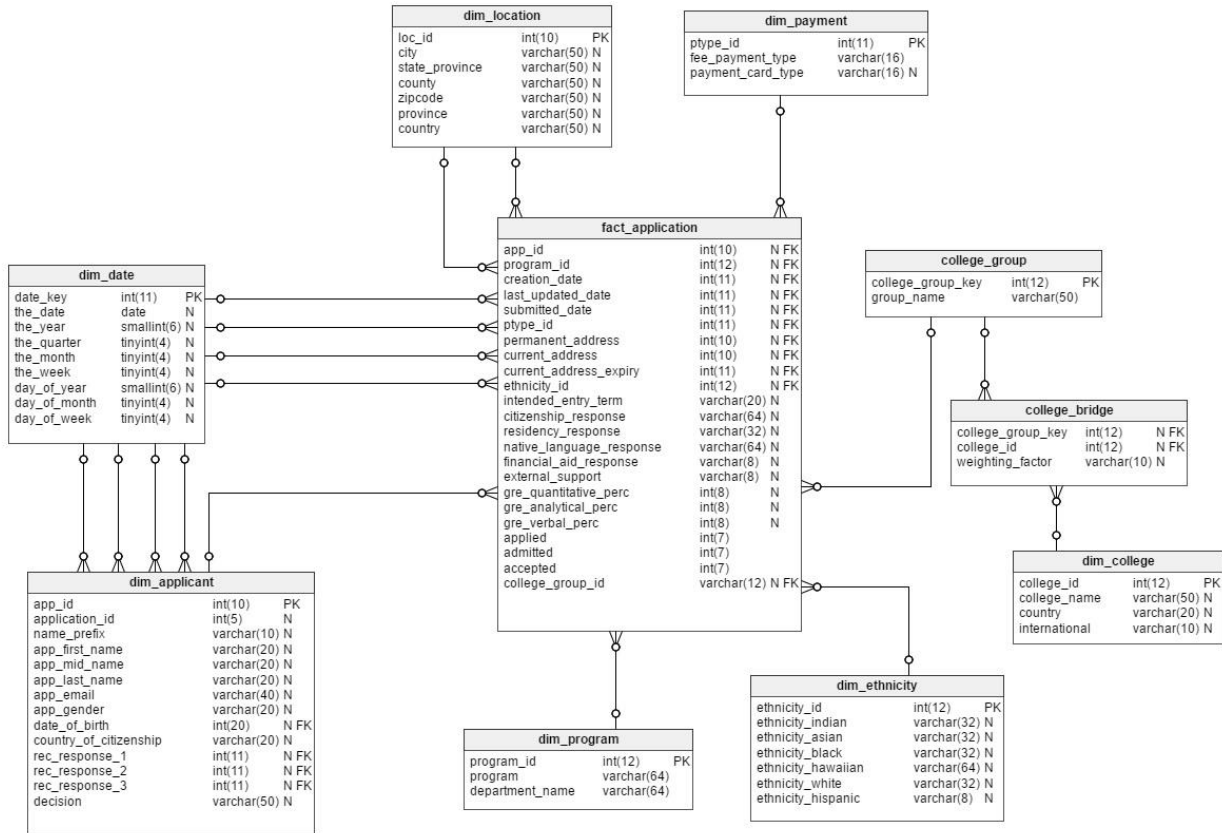 dim_location
loc_id int(10) PK
city varchar(50) N
state_province varchar(50) N
county varchar(50) N
zipcode varchar(50) N
province varchar(50) N
country varchar(50) N
dim_payment
ptype_id int(11) PK
fee_payment_type varchar(16)
payment_card_type varchar(16) N
fact_application
app_id int(10) N FK
program_id int(12) N FK
creation_date int(11) N FK
last_updated_date int(11) N FK
submitted_date int(11) N FK
ptype_id int(11) N FK
permanent_address int(10) N FK
current_address int(10) N FK
current_address_expiry int(11) N FK
ethnicity_id int(12) N FK
intended_entry_term varchar(20) N
citizenship_response varchar(64) N
residency_response varchar(32) N
native_language_response varchar(64) N
financial_aid_response varchar(8) N
external_support varchar(8) N
gre_quantitative_perc int(8) N
gre_analytical_perc int(8) N
gre_verbal_perc int(8) N
applied int(7)
admitted int(7)
accepted int(7)
college_group_id varchar(12) N FK
dim_date
date_key int(11) PK
the_date date N
the_year smallint(6) N
the_quarter tinyint(4) N
the_month tinyint(4) N
the_week tinyint(4) N
day_of_year smallint(6) N
day_of_month tinyint(4) N
day_of_week tinyint(4) N
college_group
college_group_key int(12) PK
group_name varchar(50)
college_bridge
college_group_key int(12) N FK
college_id int(12) N FK
weighting_factor varchar(10) N
dim_college
college_id int(12) PK
college_name varchar(50) N
country varchar(20) N
international varchar(10) N
dim_applicant
app_id int(10) PK
application_id int(5) N
name_prefix varchar(10) N
app_first_name varchar(20) N
app_mid_name varchar(20) N
app_last_name varchar(20) N
app_email varchar(40) N
app_gender varchar(20) N
date_of_birth int(20) N FK
country_of_citizenship varchar(20) N
rec_response_1 int(11) N FK
rec_response_2 int(11) N FK
rec_response_3 int(11) N FK
decision varchar(50) N
dim_program
program_id int(12) PK
program varchar(64)
department_name varchar(64)
dim_ethnicity
ethnicity_id int(12) PK
ethnicity_indian varchar(32) N
ethnicity_asian varchar(32) N
ethnicity_black varchar(32) N
ethnicity_hawaiian varchar(64) N
ethnicity_white varchar(32) N
ethnicity_hispanic varchar(8) N